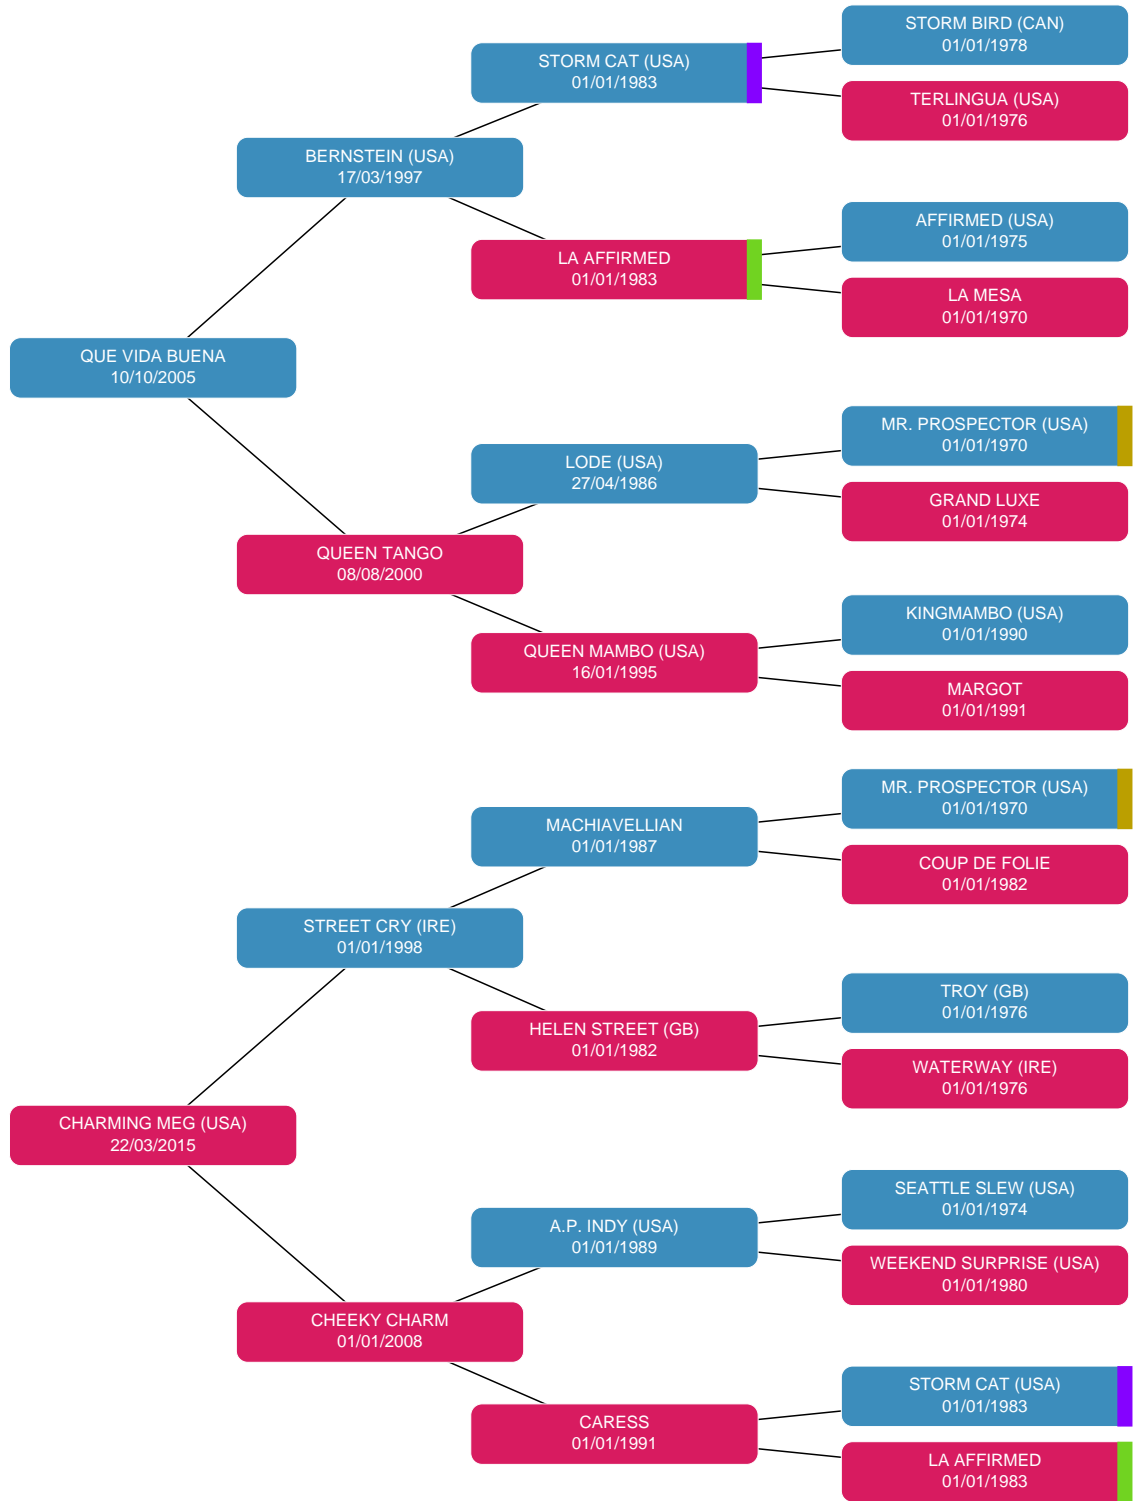 STORM BIRD (CAN)
01/01/1978
STORM CAT (USA)
01/01/1983
TERLINGUA (USA)
01/01/1976
BERNSTEIN (USA)
17/03/1997
AFFIRMED (USA)
01/01/1975
LA AFFIRMED
01/01/1983
LA MESA
01/01/1970
QUE VIDA BUENA
10/10/2005
MR. PROSPECTOR (USA)
01/01/1970
LODE (USA)
27/04/1986
GRAND LUXE
01/01/1974
QUEEN TANGO
08/08/2000
KINGMAMBO (USA)
01/01/1990
QUEEN MAMBO (USA)
16/01/1995
MARGOT
01/01/1991
MR. PROSPECTOR (USA)
01/01/1970
MACHIAVELLIAN
01/01/1987
COUP DE FOLIE
01/01/1982
STREET CRY (IRE)
01/01/1998
TROY (GB)
01/01/1976
HELEN STREET (GB)
01/01/1982
WATERWAY (IRE)
01/01/1976
CHARMING MEG (USA)
22/03/2015
SEATTLE SLEW (USA)
01/01/1974
A.P. INDY (USA)
01/01/1989
WEEKEND SURPRISE (USA)
01/01/1980
CHEEKY CHARM
01/01/2008
STORM CAT (USA)
01/01/1983
CARESS
01/01/1991
LA AFFIRMED
01/01/1983